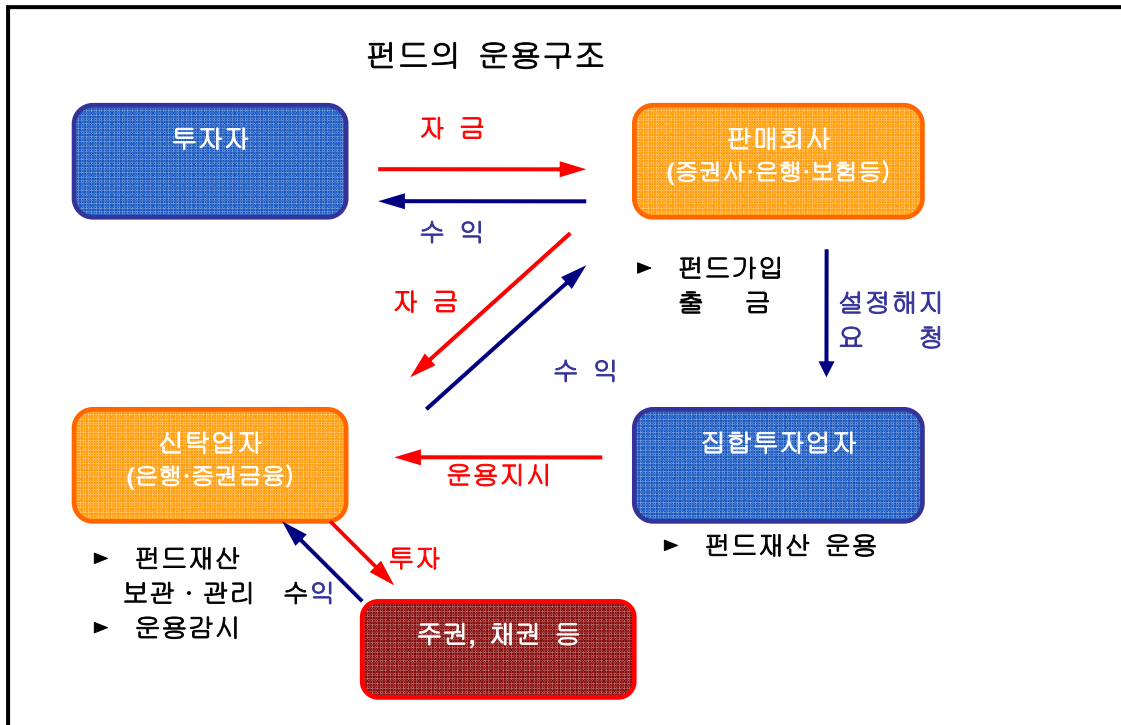 펀드의 운용구조
투자자
자 금
판매회사
(증권사·은행·보험등)
수 익
자 금
► 펀드가입
출 금
설정해지
요 청
수 익
신탁업자
(은행·증권금융)
운용지시
집합투자업자
► 펀드재산
보관 · 관리
► 운용감시
수익
투자
► 펀드재산 운용
주권, 채권 등